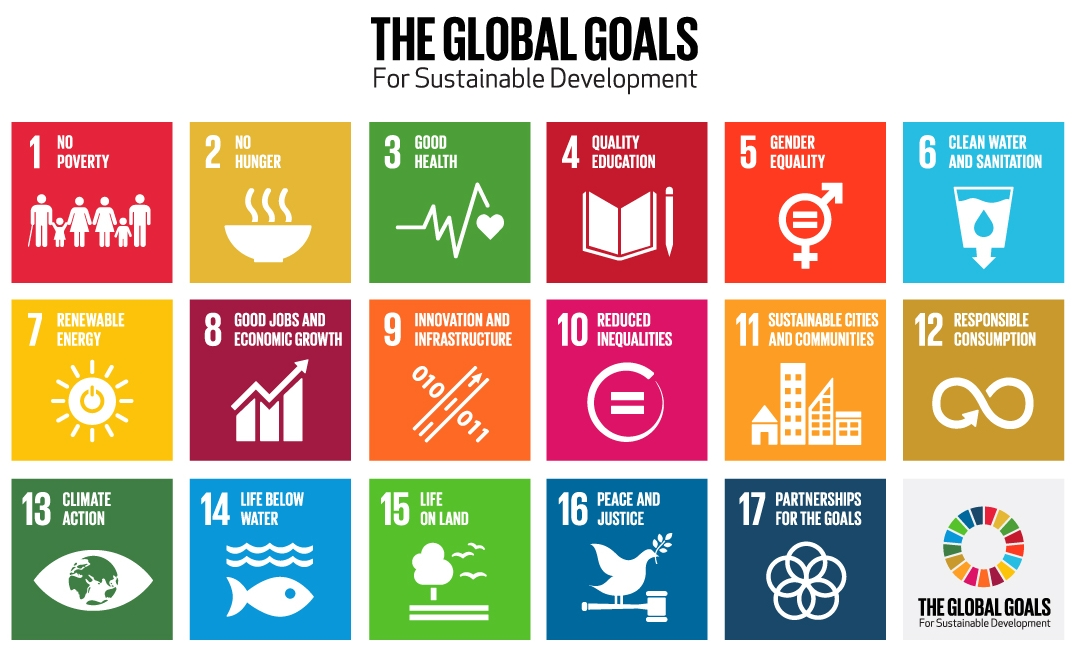 THE GLOBAL GOALS
For Sustainable Development
1 NO
POVERTY
2 NO
HUNGER
3 GOOD
HEALTH
4 QUALITY
EDUCATION
5 GENDER
EQUALITY
6 CLEAN WATER
AND SANITATION
7 RENEWABLE
ENERGY
8 GOOD JOBS AND
ECONOMIC GROWTH
9 INNOVATION AND
INFRASTRUCTURE
010
011
10 REDUCED
INEQUALITIES
11 SUSTAINABLE CITIES
AND COMMUNITIES
12 RESPONSIBLE
CONSUMPTION
13 CLIMATE
ACTION
14 LIFE BELOW
WATER
15 LIFE
ON LAND
16 PEACE AND
JUSTICE
17 PARTNERSHIPS
FOR THE GOALS
THE GLOBAL GOALS
For Sustainable Development